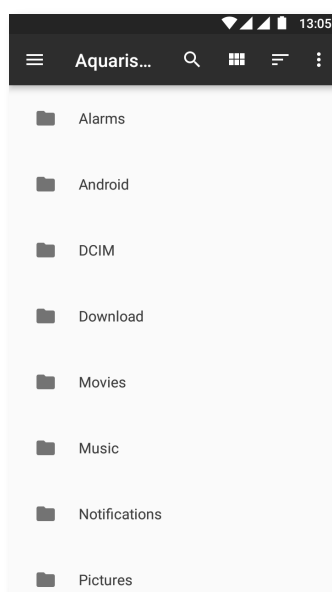 13:05
Aquaris...
Alarms
Android
DCIM
Download
Movies
Music
Notifications
Pictures